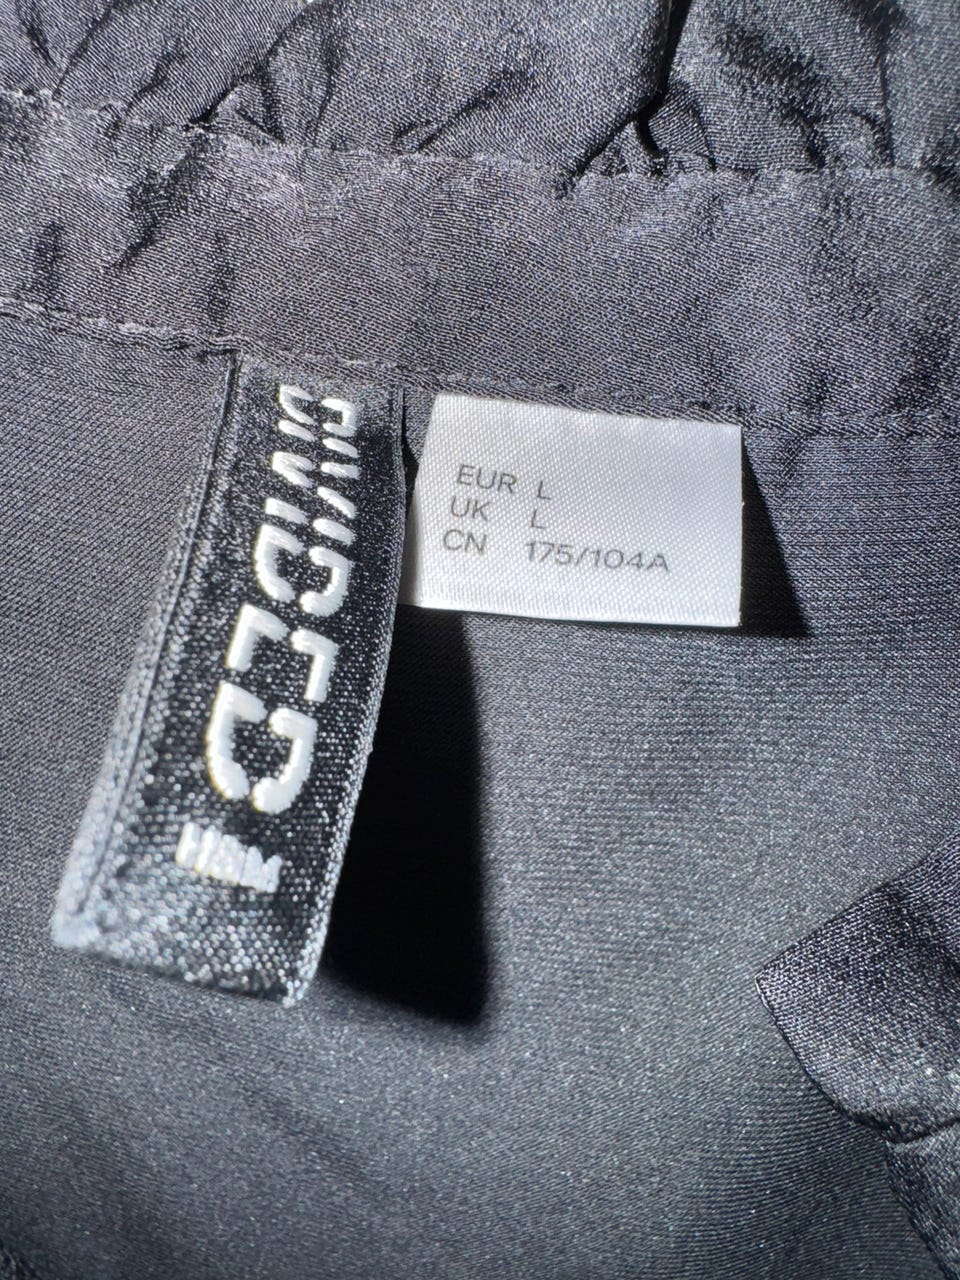 DIVIDED
H&M
EUR L
UK L
CN 175/104A